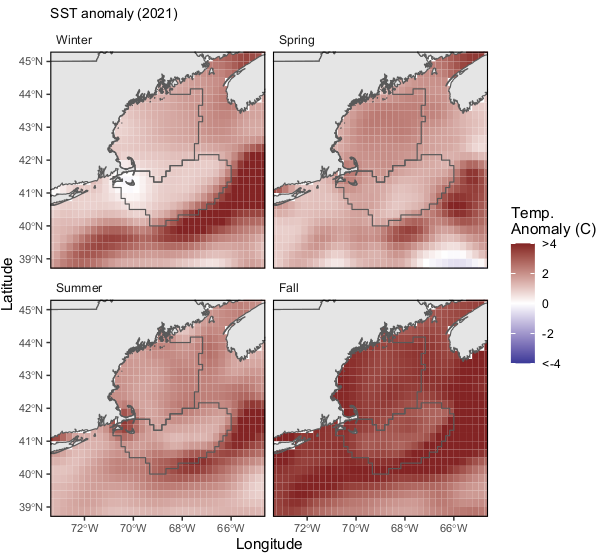 SST anomaly (2021)
Winter
Spring
45°N
44°N
43°N
42°N
41°N
40°N
39°N
Summer
Fall
45°N
44°N
43°N
42°N
41°N
40°N
39°N
72°W 70°W 68°W 66°W
72°W 70°W 68°W 66°W
Longitude
Latitude
Temp.
Anomaly (C)
>4
2
0
-2
<-4